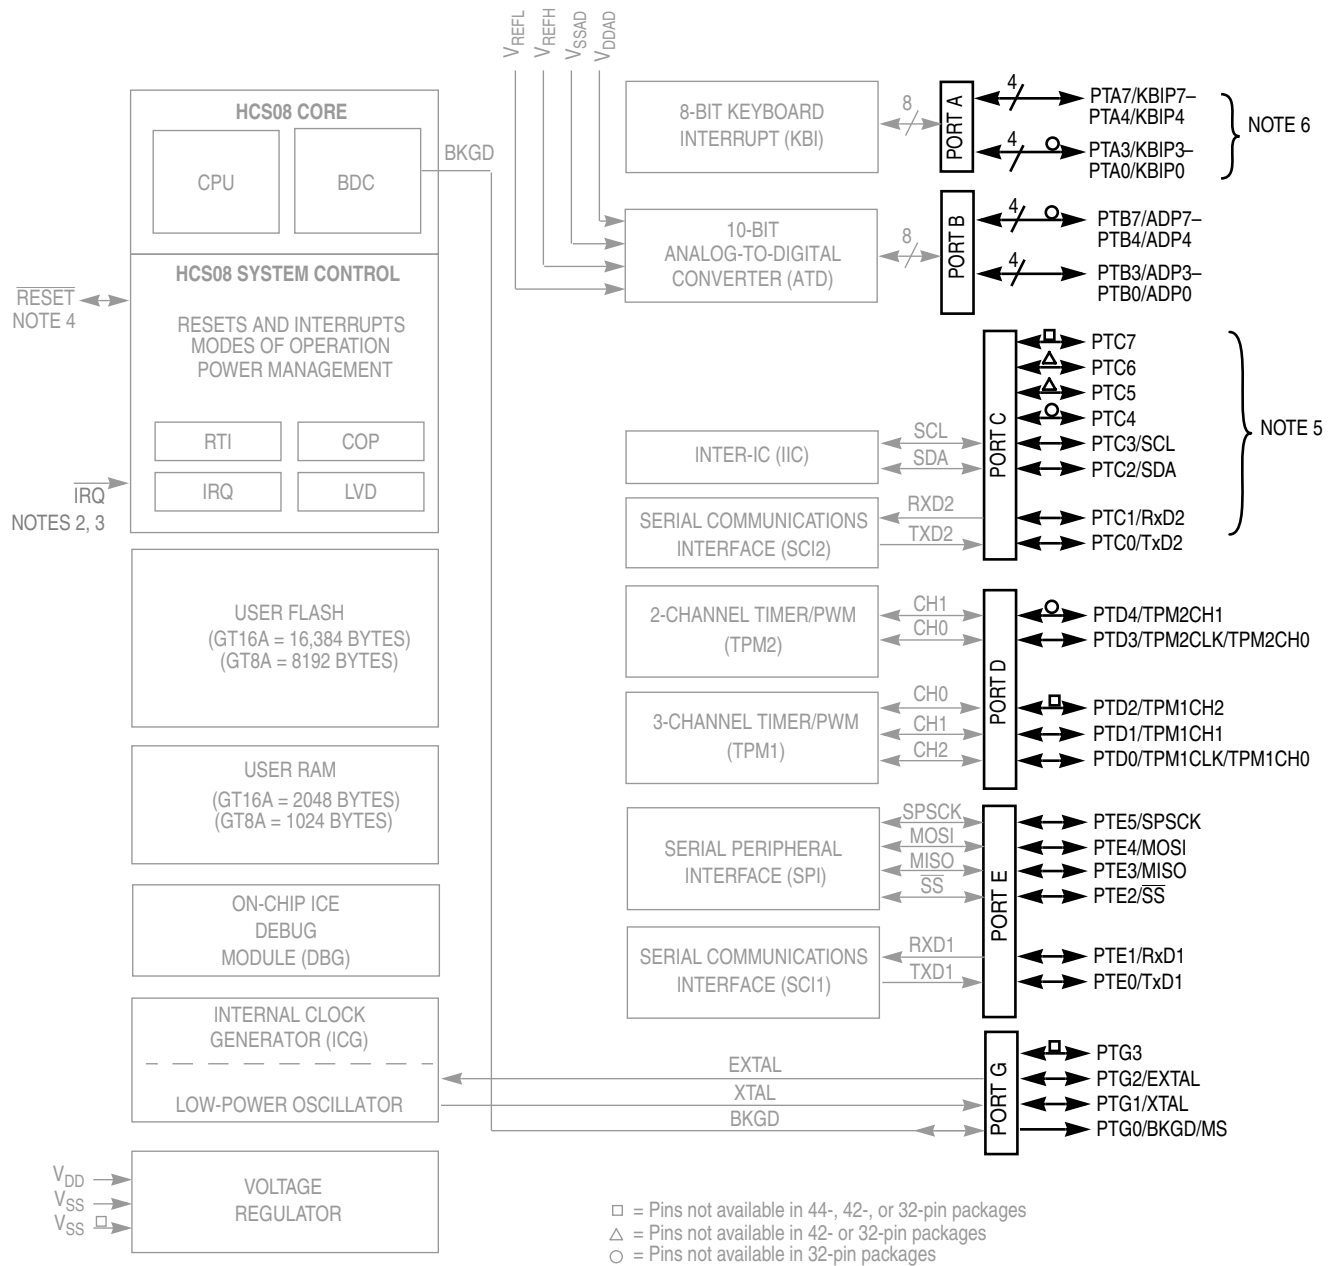 VREFL
VREFH
VSSAD
VDDAD
HCS08 CORE
CPU
BDC
BKGD
HCS08 SYSTEM CONTROL
RESETS AND INTERRUPTS
MODES OF OPERATION
POWER MANAGEMENT
RTI
COP
IRQ
LVD
RESET
NOTE 4
IRQ
NOTES 2, 3
USER FLASH
(GT16A = 16,384 BYTES)
(GT8A = 8192 BYTES)
USER RAM
(GT16A = 2048 BYTES)
(GT8A = 1024 BYTES)
ON-CHIP ICE
DEBUG
MODULE (DBG)
INTERNAL CLOCK
GENERATOR (ICG)
LOW-POWER OSCILLATOR
VDD
VSS
VSS
VOLTAGE
REGULATOR
8-BIT KEYBOARD
INTERRUPT (KBI)
8
PORT A
4
PTA7/KBIP7–
PTA4/KBIP4
4
PTA3/KBIP3–
PTA0/KBIP0
NOTE 6
10-BIT
ANALOG-TO-DIGITAL
CONVERTER (ATD)
8
PORT B
4
PTB7/ADP7–
PTB4/ADP4
4
PTB3/ADP3–
PTB0/ADP0
INTER-IC (IIC)
SCL
SDA
SERIAL COMMUNICATIONS
INTERFACE (SCI2)
RXD2
TXD2
PORT C
PTC7
PTC6
PTC5
PTC4
PTC3/SCL
PTC2/SDA
PTC1/RxD2
PTC0/TxD2
NOTE 5
2-CHANNEL TIMER/PWM
(TPM2)
CH1
CH0
3-CHANNEL TIMER/PWM
(TPM1)
CH0
CH1
CH2
PORT D
PTD4/TPM2CH1
PTD3/TPM2CLK/TPM2CH0
PTD2/TPM1CH2
PTD1/TPM1CH1
PTD0/TPM1CLK/TPM1CH0
SERIAL PERIPHERAL
INTERFACE (SPI)
SPSCK
MOSI
MISO
SS
SERIAL COMMUNICATIONS
INTERFACE (SCI1)
RXD1
TXD1
PORT E
PTE5/SPSCK
PTE4/MOSI
PTE3/MISO
PTE2/SS
PTE1/RxD1
PTE0/TxD1
EXTAL
XTAL
BKGD
PORT G
PTG3
PTG2/EXTAL
PTG1/XTAL
PTG0/BKGD/MS
□ = Pins not available in 44-, 42-, or 32-pin packages
△ = Pins not available in 42- or 32-pin packages
○ = Pins not available in 32-pin packages